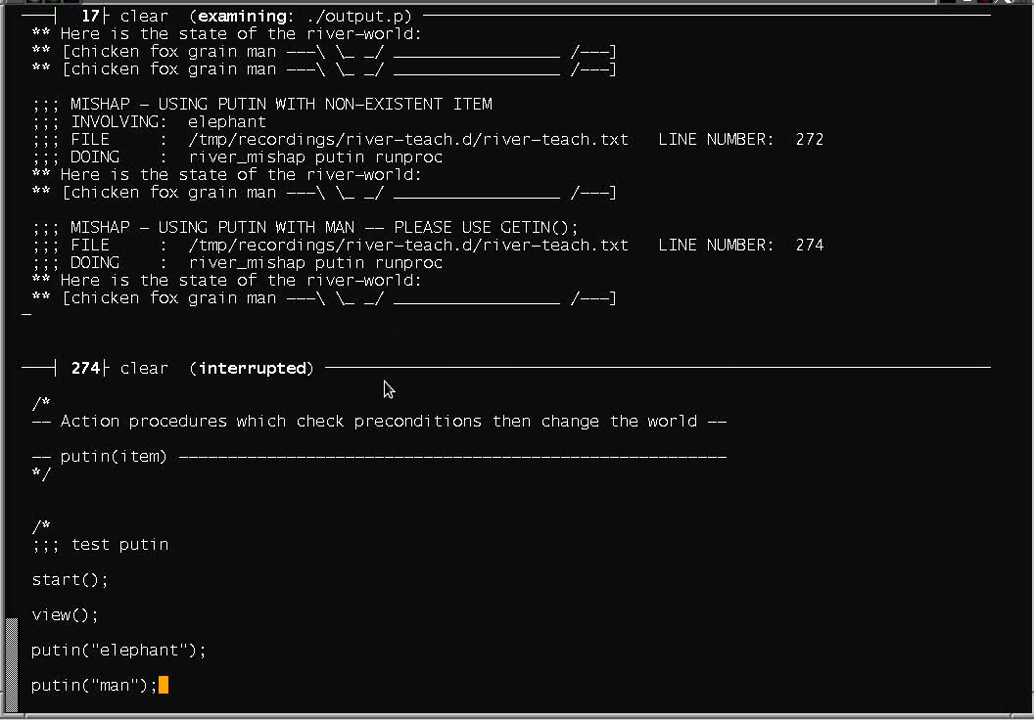 17├ clear (examining: ./output.p)
** Here is the state of the river-world:
** [chicken fox grain man ---\ \_ _/ _________________ /---]
** [chicken fox grain man ---\ \_ _/ _________________ /---]
;;; MISHAP - USING PUTIN WITH NON-EXISTENT ITEM
;;; INVOLVING:  elephant
;;; FILE     :  /tmp/recordings/river-teach.d/river-teach.txt   LINE NUMBER:  272
;;; DOING    :  river_mishap putin runproc
** Here is the state of the river-world:
** [chicken fox grain man ---\ \_ _/ _________________ /---]
;;; MISHAP - USING PUTIN WITH MAN -- PLEASE USE GETIN();
;;; FILE     :  /tmp/recordings/river-teach.d/river-teach.txt   LINE NUMBER:  274
;;; DOING    :  river_mishap putin runproc
** Here is the state of the river-world:
** [chicken fox grain man ---\ \_ _/ _________________ /---]
274├ clear (interrupted)
/*
-- Action procedures which check preconditions then change the world --
-- putin(item) --------------------------------------------------------
*/
/*
;;; test putin
start();
view();
putin("elephant");
putin("man");